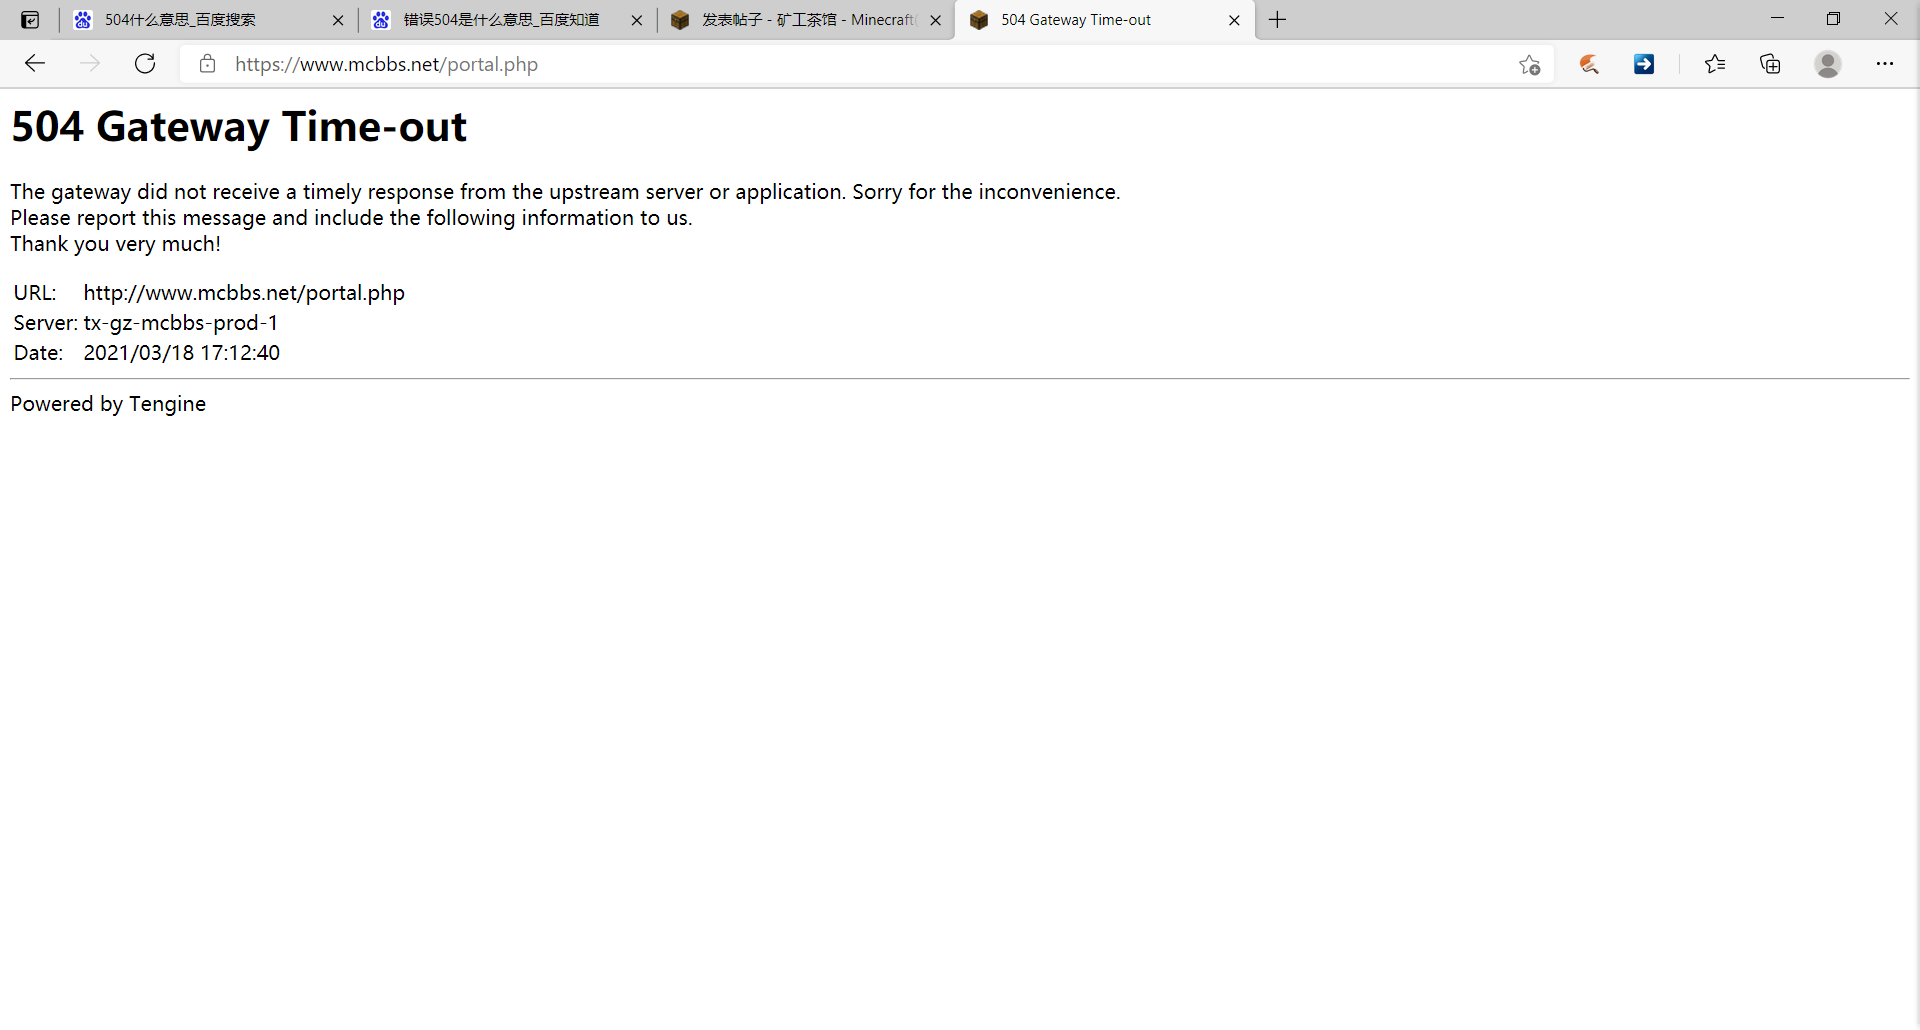 504什么意思_百度搜索
错误504是什么意思_百度知道
发表帖子 - 矿工茶馆 - Minecraft(
504 Gateway Time-out
https://www.mcbbs.net/portal.php
504 Gateway Time-out
The gateway did not receive a timely response from the upstream server or application. Sorry for the inconvenience.
Please report this message and include the following information to us.
Thank you very much!
URL: http://www.mcbbs.net/portal.php
Server: tx-gz-mcbbs-prod-1
Date: 2021/03/18 17:12:40
Powered by Tengine